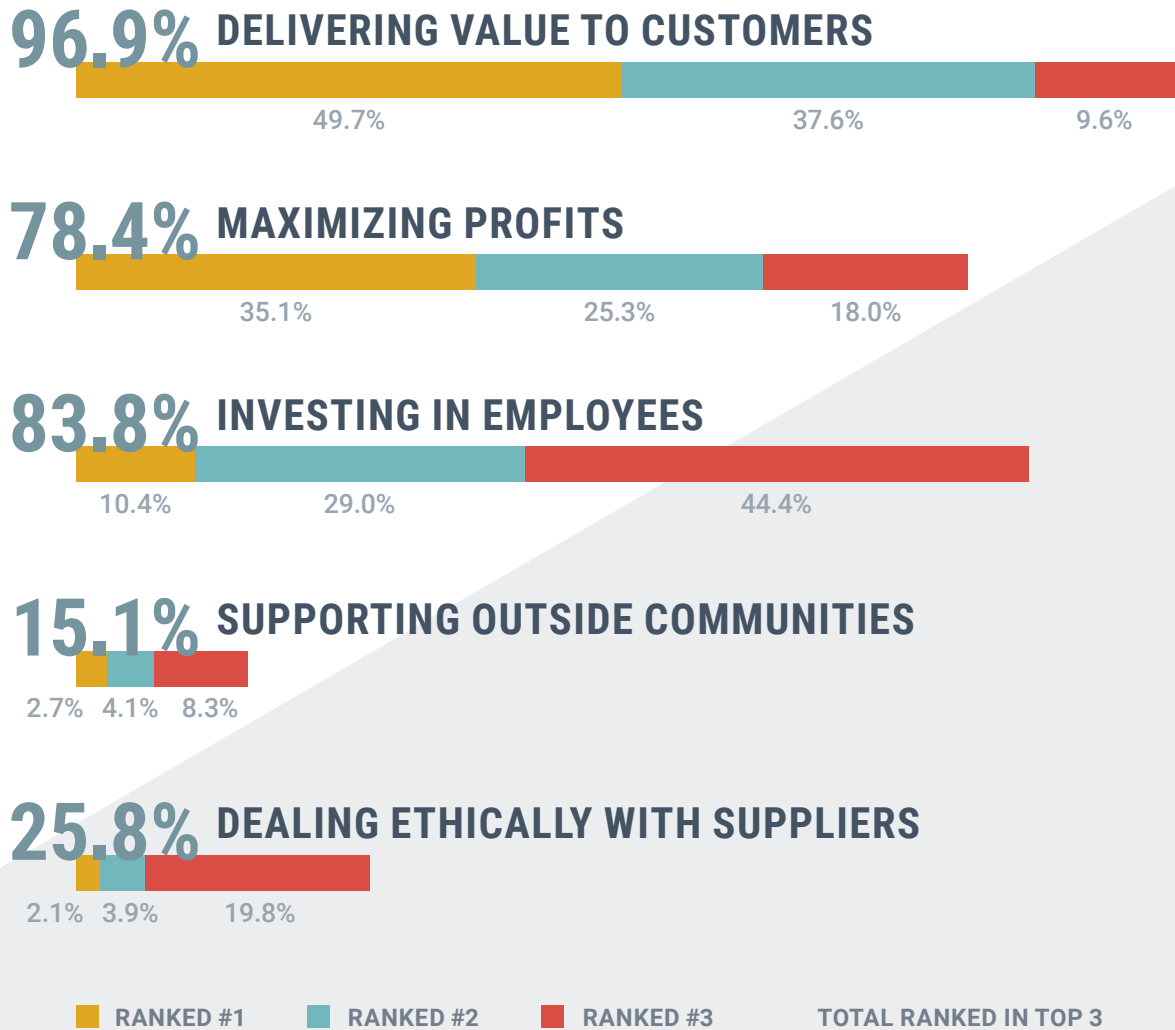 96.9% DELIVERING VALUE TO CUSTOMERS
49.7% 37.6% 9.6%
78.4% MAXIMIZING PROFITS
35.1% 25.3% 18.0%
83.8% INVESTING IN EMPLOYEES
10.4% 29.0% 44.4%
15.1% SUPPORTING OUTSIDE COMMUNITIES
2.7% 4.1% 8.3%
25.8% DEALING ETHICALLY WITH SUPPLIERS
2.1% 3.9% 19.8%
RANKED #1 RANKED #2 RANKED #3 TOTAL RANKED IN TOP 3